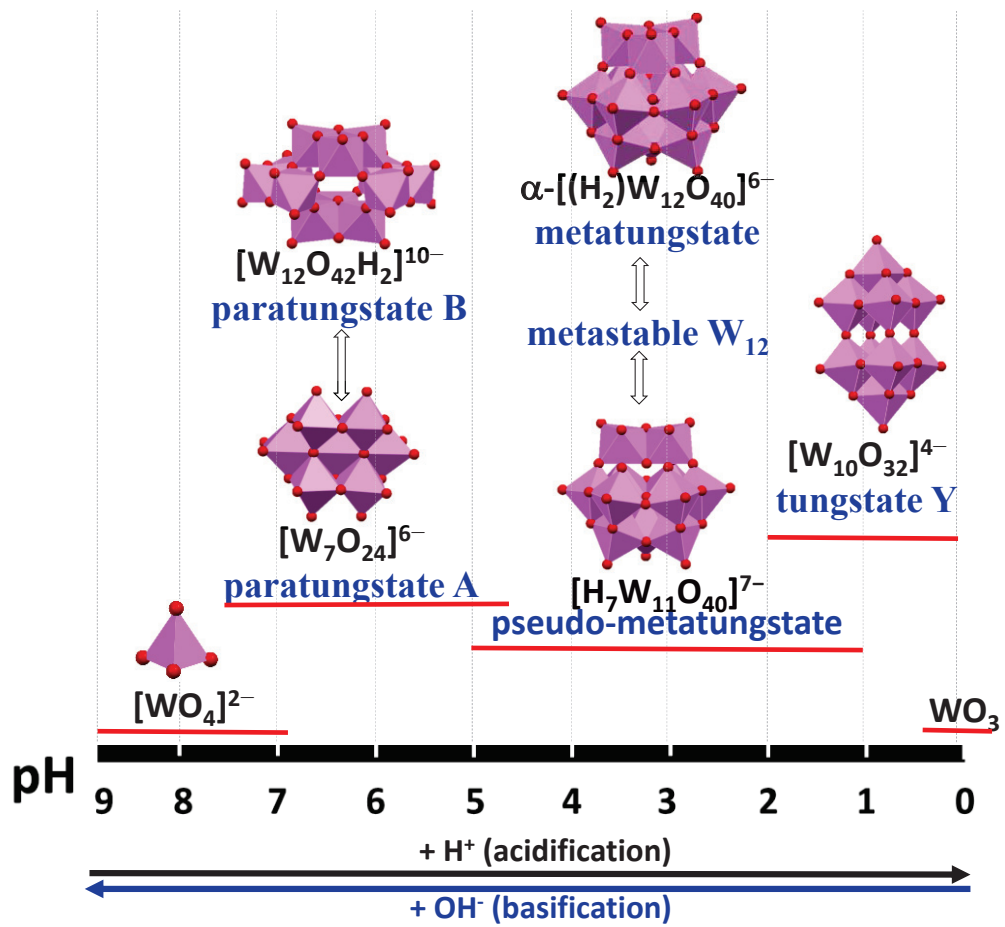 α-[(H₂)W₁₂O₄₀]⁶⁻
metatungstate
[W₁₂O₄₂H₂]¹⁰⁻
paratungstate B
metastable W₁₂
[W₁₀O₃₂]⁴⁻
tungstate Y
[W₇O₂₄]⁶⁻
paratungstate A
[H₇W₁₁O₄₀]⁷⁻
pseudo-metatungstate
[WO₄]²⁻
WO₃
pH
9 8 7 6 5 4 3 2 1 0
+ H⁺ (acidification)
+ OH⁻ (basification)